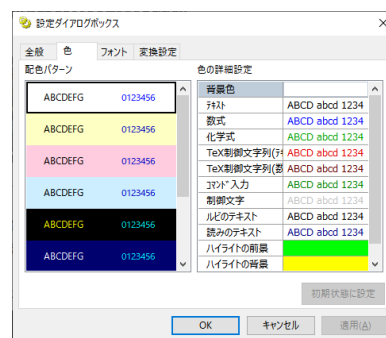 設定ダイアログボックス
全般 色 フォント 変換設定
配色パターン
ABCDEFG 0123456
ABCDEFG 0123456
ABCDEFG 0123456
ABCDEFG 0123456
ABCDEFG 0123456
ABCDEFG 0123456
色の詳細設定
背景色
テキスト ABCD abcd 1234
数式 ABCD abcd 1234
化学式 ABCD abcd 1234
TeX制御文字列(テキ ABCD abcd 1234
TeX制御文字列(数 ABCD abcd 1234
コマンド入力 ABCD abcd 1234
制御文字 ABCD abcd 1234
ルビのテキスト ABCD abcd 1234
読みのテキスト ABCD abcd 1234
ハイライトの前景
ハイライトの背景
初期状態に設定
OK キャンセル 適用(A)